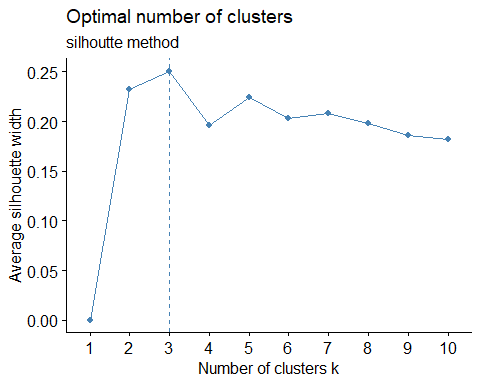 Optimal number of clusters
silhoutte method
Average silhouette width
0.25
0.20
0.15
0.10
0.05
0.00
1 2 3 4 5 6 7 8 9 10
Number of clusters k